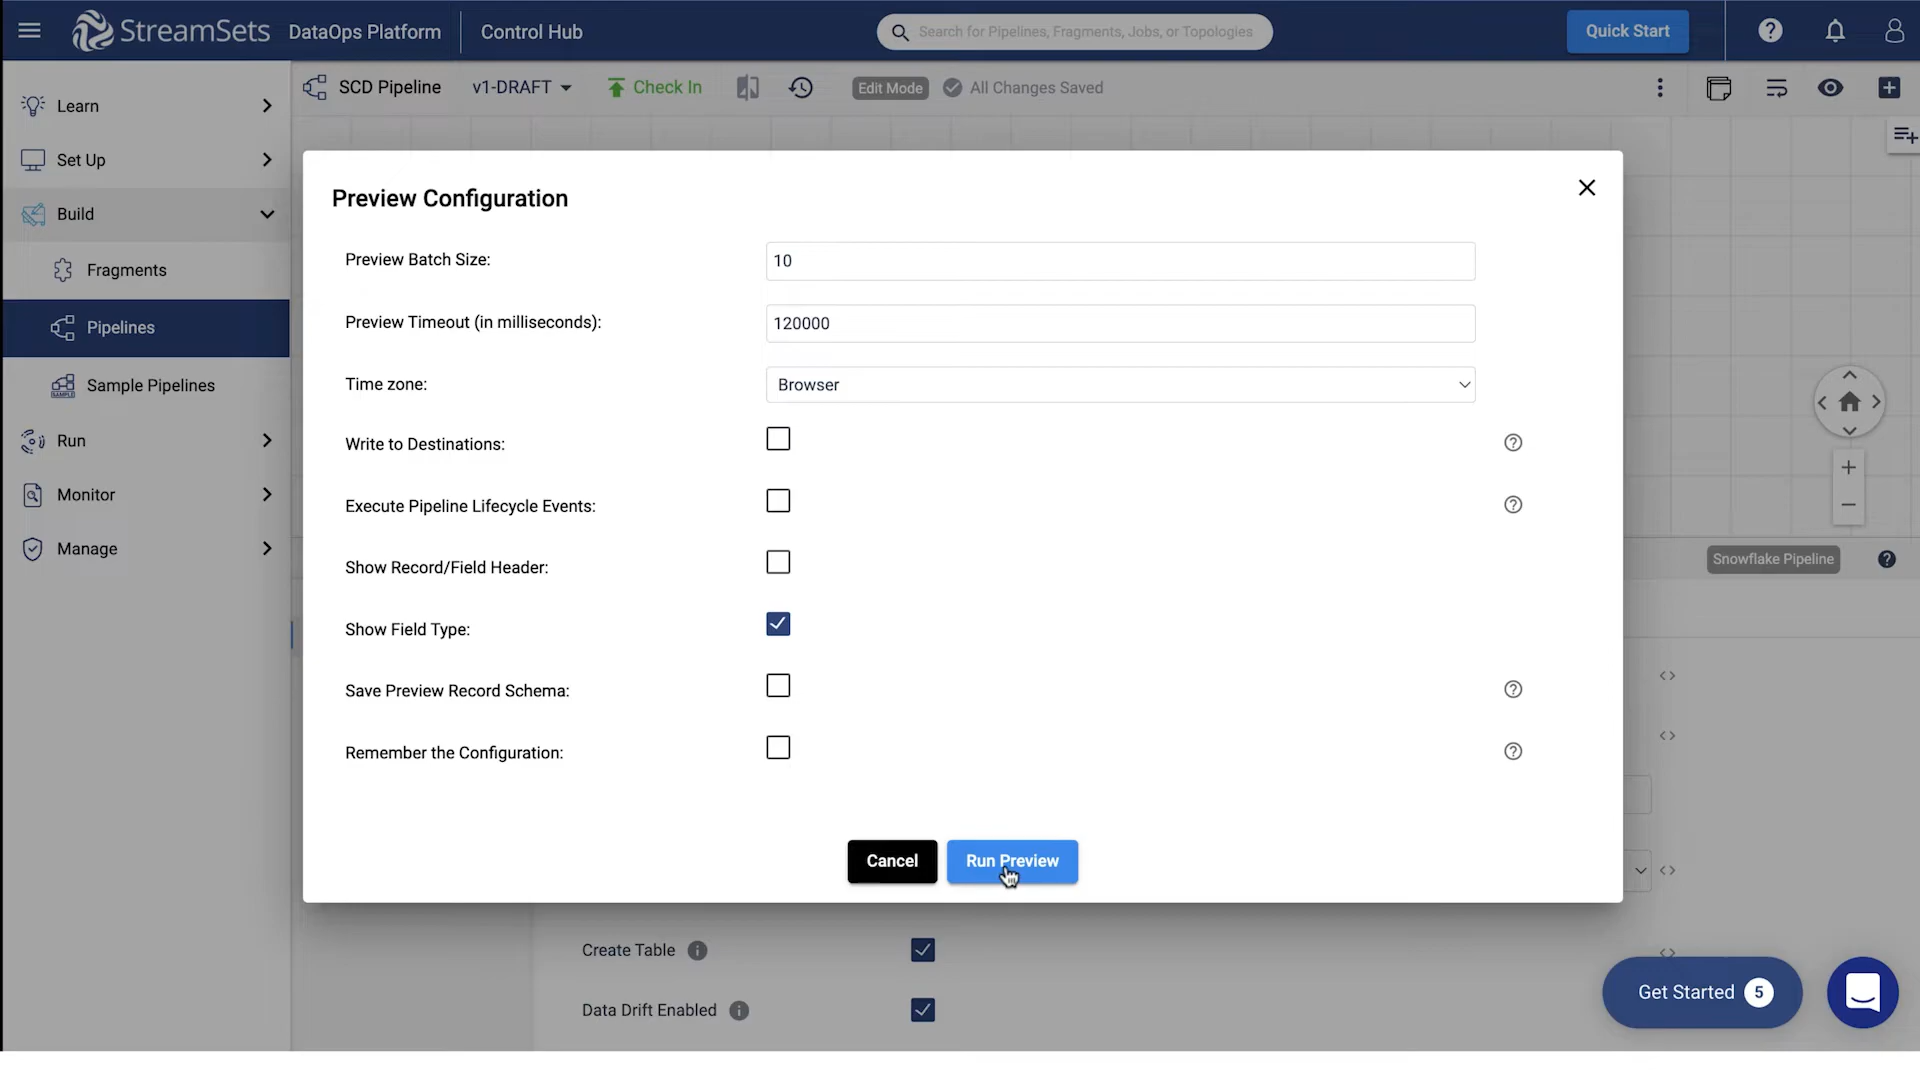 StreamSets DataOps Platform Control Hub
Search for Pipelines, Fragments, Jobs, or Topologies
Quick Start
Learn
Set Up
Build
Fragments
Pipelines
Sample Pipelines
SAMPLE
Run
Monitor
Manage
SCD Pipeline v1-DRAFT Check In Edit Mode All Changes Saved
Preview Configuration
Preview Batch Size: 10
Preview Timeout (in milliseconds): 120000
Time zone: Browser
Write to Destinations:
Execute Pipeline Lifecycle Events:
Show Record/Field Header:
Show Field Type:
Save Preview Record Schema:
Remember the Configuration:
Cancel Run Preview
Snowflake Pipeline
Create Table
Data Drift Enabled
Get Started 5